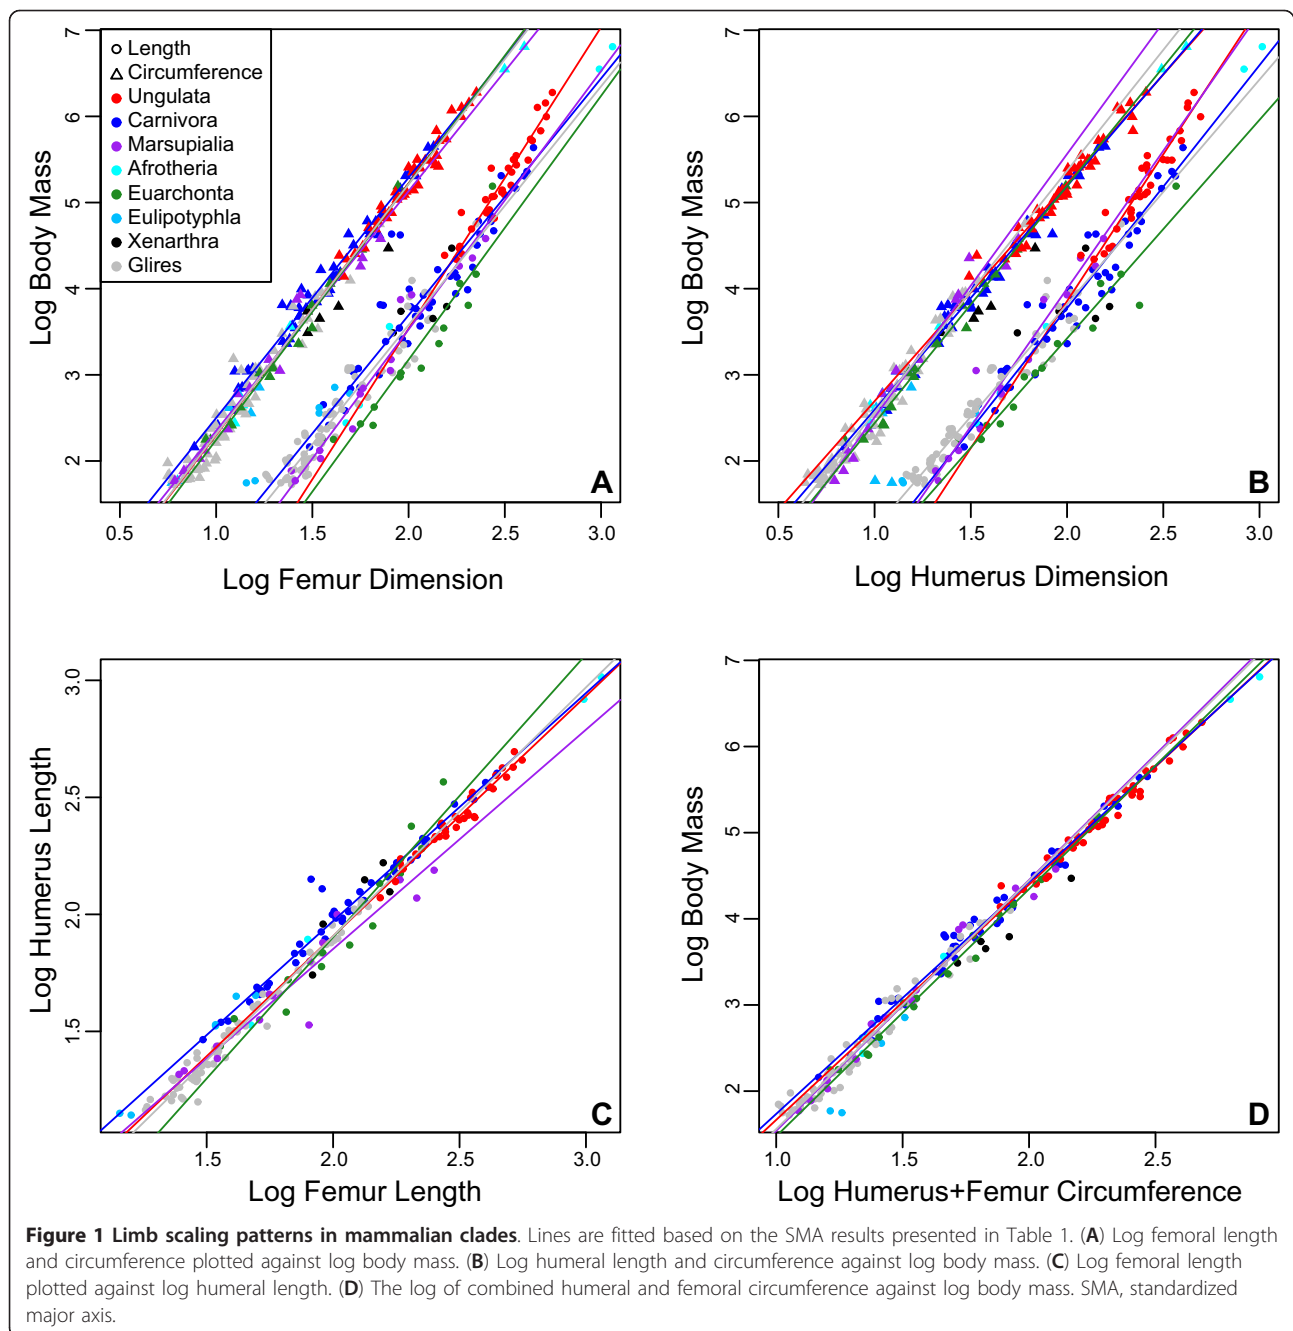 Length
Circumference
Ungulata
Carnivora
Marsupialia
Afrotheria
Euarchonta
Eulipotyphla
Xenarthra
Glires
Log Body Mass
7
6
5
4
3
2
0.5 1.0 1.5 2.0 2.5 3.0
Log Femur Dimension
A
Log Body Mass
7
6
5
4
3
2
0.5 1.0 1.5 2.0 2.5 3.0
Log Humerus Dimension
B
Log Humerus Length
3.0
2.5
2.0
1.5
1.5 2.0 2.5 3.0
Log Femur Length
C
Log Body Mass
7
6
5
4
3
2
1.0 1.5 2.0 2.5
Log Humerus+Femur Circumference
D
Figure 1 Limb scaling patterns in mammalian clades. Lines are fitted based on the SMA results presented in Table 1. (A) Log femoral length
and circumference plotted against log body mass. (B) Log humeral length and circumference against log body mass. (C) Log femoral length
plotted against log humeral length. (D) The log of combined humeral and femoral circumference against log body mass. SMA, standardized
major axis.